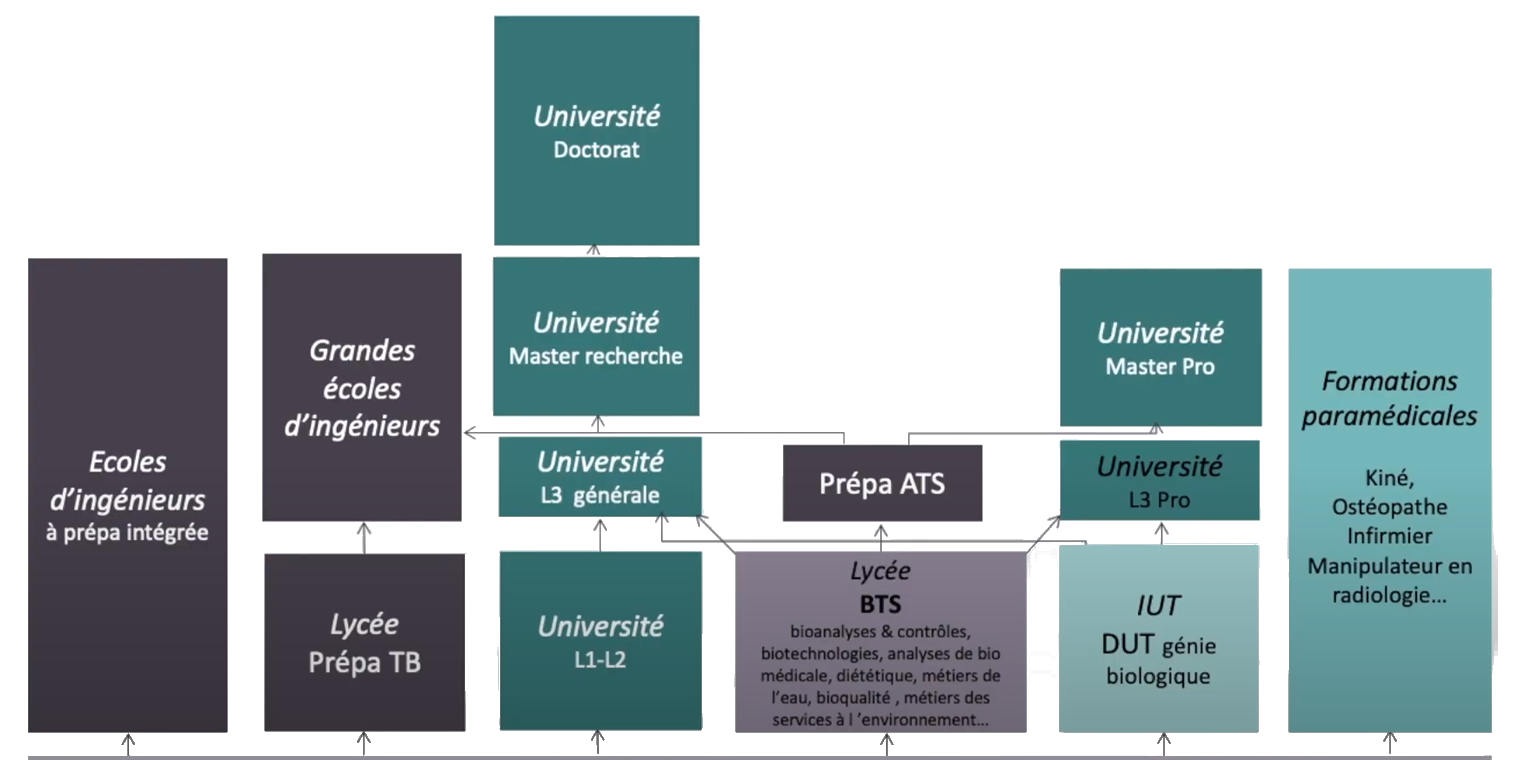 Université
Doctorat
Université
Master recherche
Université
Master Pro
Grandes
écoles
d’ingénieurs
Formations
paramédicales
Kiné,
Ostéopathe
Infirmier
Manipulateur en
radiologie...
Ecoles
d’ingénieurs
à prépa intégrée
Université
L3 générale
Prépa ATS
Université
L3 Pro
Lycée
Prépa TB
Université
L1-L2
Lycée
BTS
bioanalyses & contrôles,
biotechnologies, analyses de bio
médicale, diététique, métiers de
l’eau, bioqualité , métiers des
services à l ’environnement...
IUT
DUT génie
biologique